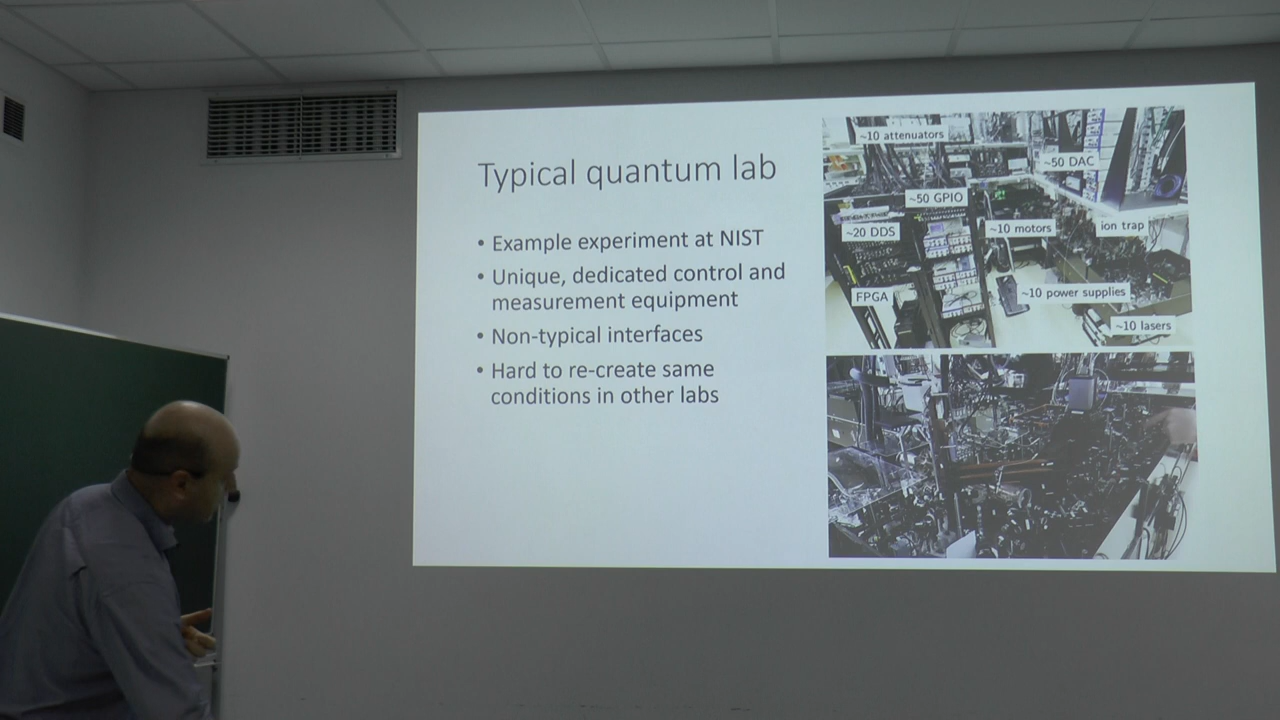 Typical quantum lab
• Example experiment at NIST
• Unique, dedicated control and
measurement equipment
• Non-typical interfaces
• Hard to re-create same
conditions in other labs
~10 attenuators
~50 DAC
~50 GPIO
~20 DDS
~10 motors
ion trap
FPGA
~10 power supplies
~10 lasers